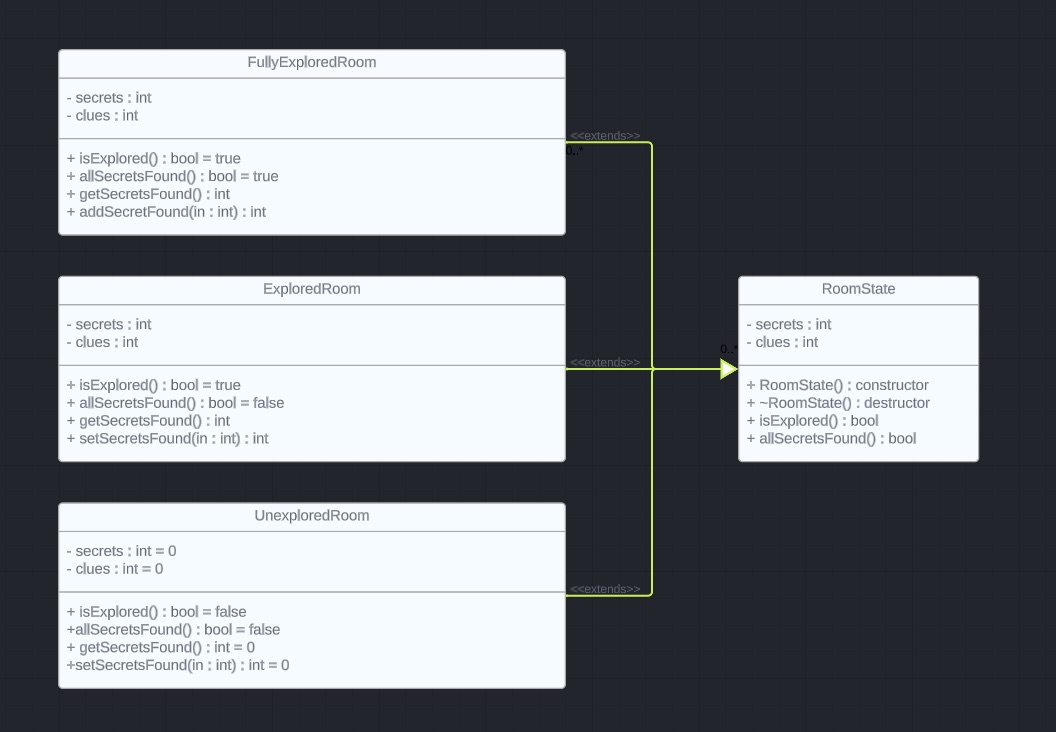 FullyExploredRoom
- secrets : int
- clues : int
<<extends>>
0..*
+ isExplored() : bool = true
+ allSecretsFound() : bool = true
+ getSecretsFound() : int
+ addSecretFound(in : int) : int
ExploredRoom
- secrets : int
- clues : int
<<extends>>
+ isExplored() : bool = true
+ allSecretsFound() : bool = false
+ getSecretsFound() : int
+ setSecretsFound(in : int) : int
RoomState
- secrets : int
- clues : int
0..*
+ RoomState() : constructor
+ ~RoomState() : destructor
+ isExplored() : bool
+ allSecretsFound() : bool
UnexploredRoom
- secrets : int = 0
- clues : int = 0
<<extends>>
+ isExplored() : bool = false
+allSecretsFound() : bool = false
+ getSecretsFound() : int = 0
+setSecretsFound(in : int) : int = 0